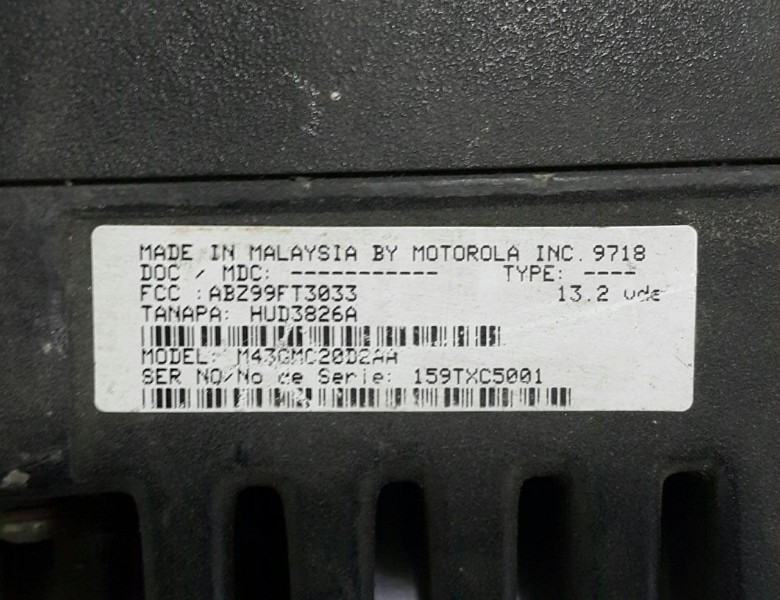 MADE IN MALAYSIA BY MOTOROLA INC. 9718
DOC / MDC: ----------- TYPE: ----
FCC : ABZ99FT3033 13.2 vdc
TANAPA: HUD3826A
MODEL: M43GMC20D2AA
SER NO/No de Serie: 159TXC5001